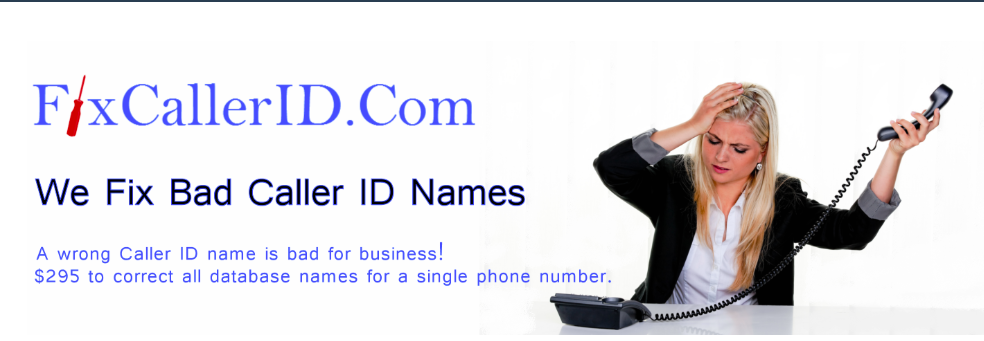 FixCallerID.Com
We Fix Bad Caller ID Names
A wrong Caller ID name is bad for business!
$295 to correct all database names for a single phone number.